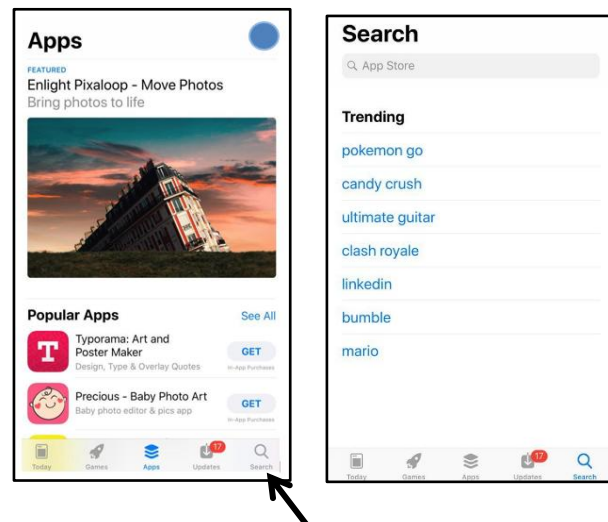 Apps
FEATURED
Enlight Pixaloop - Move Photos
Bring photos to life
Popular Apps
See All
T
Typorama: Art and
Poster Maker
Design, Type & Overlay Quotes
GET
In-App Purchases
Precious - Baby Photo Art
Baby photo editor & pics app
GET
In-App Purchases
17
Today
Games
Apps
Updates
Search
Search
App Store
Trending
pokemon go
candy crush
ultimate guitar
clash royale
linkedin
bumble
mario
17
Today
Games
Apps
Updates
Search